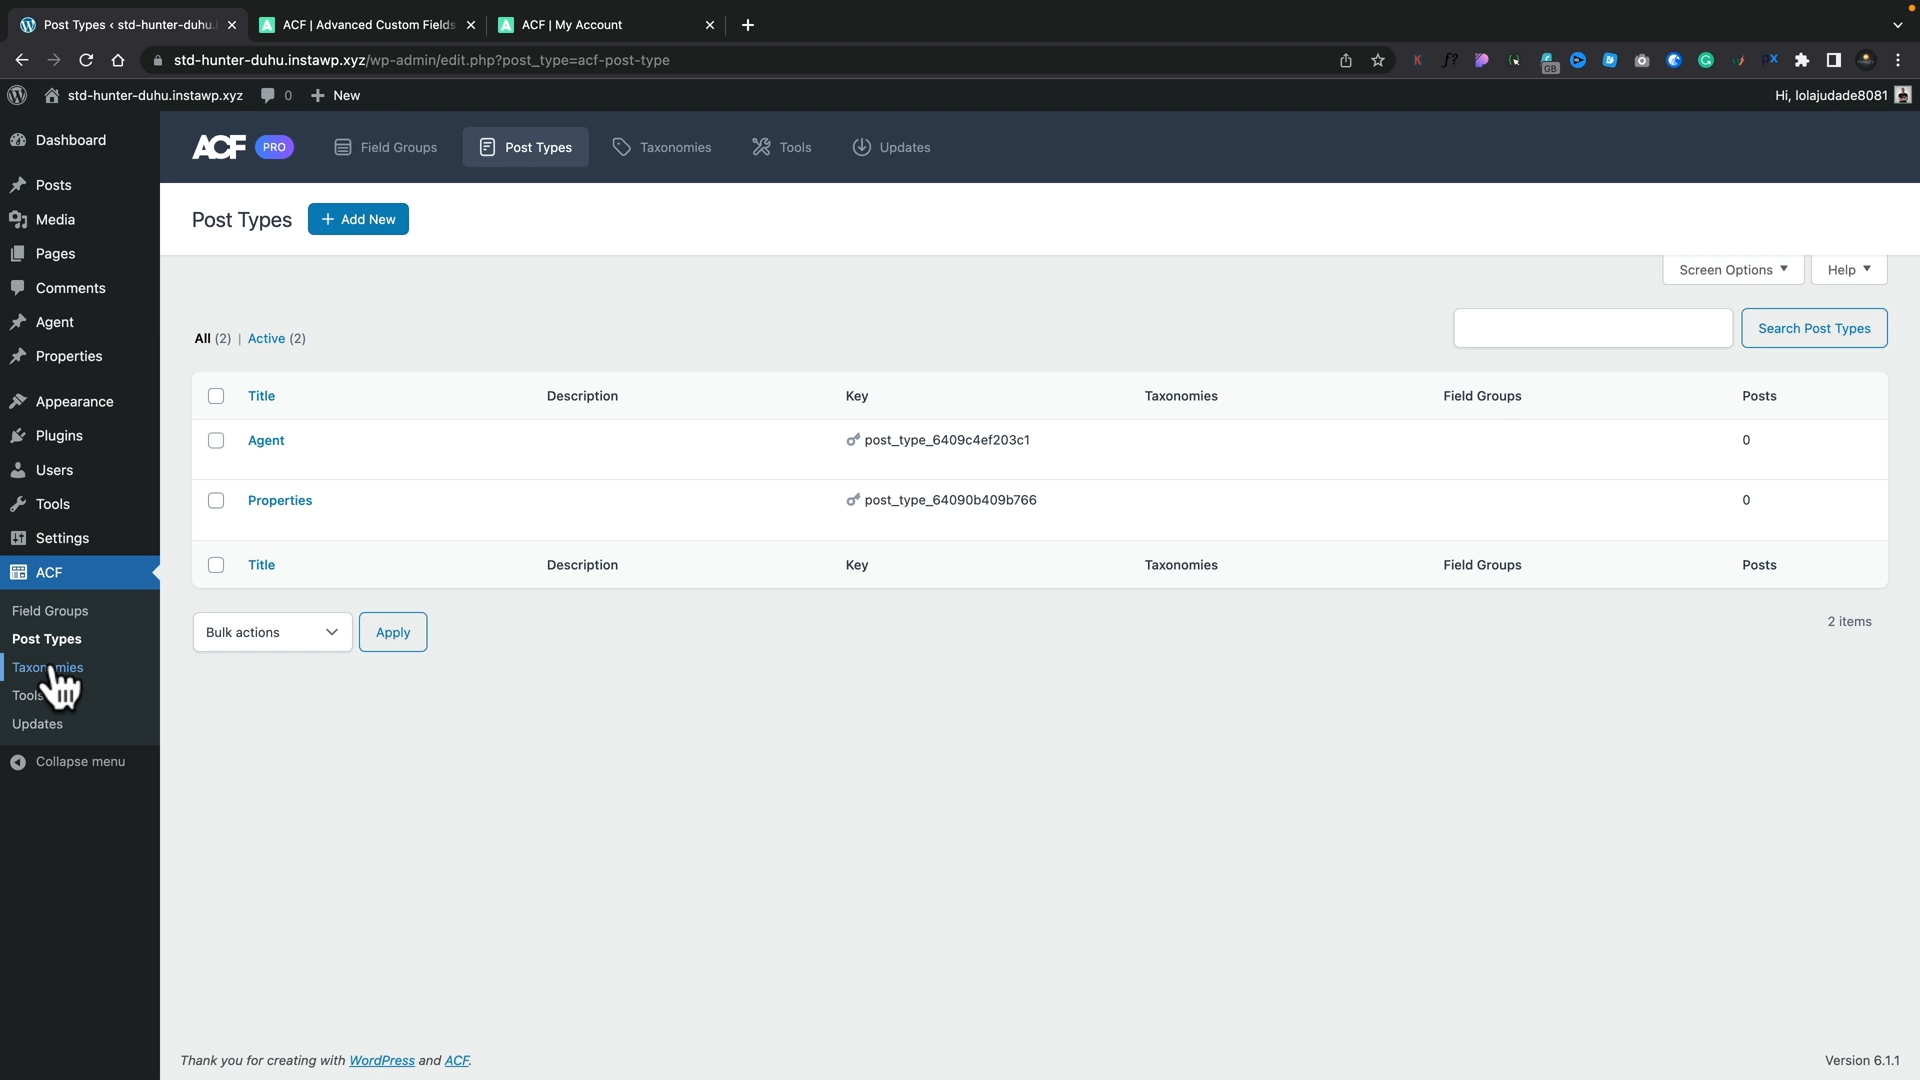 Post Types < std-hunter-duhu.i
ACF | Advanced Custom Fields
ACF | My Account
std-hunter-duhu.instawp.xyz/wp-admin/edit.php?post_type=acf-post-type
std-hunter-duhu.instawp.xyz 0 New
Hi, lolajudade8081
Dashboard
Posts
Media
Pages
Comments
Agent
Properties
Appearance
Plugins
Users
Tools
Settings
ACF
Field Groups
Post Types
Taxonomies
Tools
Updates
Collapse menu
ACF PRO Field Groups Post Types Taxonomies Tools Updates
Post Types + Add New
Screen Options Help
All (2) | Active (2)
Search Post Types
Title Description Key Taxonomies Field Groups Posts
Agent post_type_6409c4ef203c1 0
Properties post_type_64090b409b766 0
Title Description Key Taxonomies Field Groups Posts
Bulk actions Apply
2 items
Thank you for creating with WordPress and ACF.
Version 6.1.1